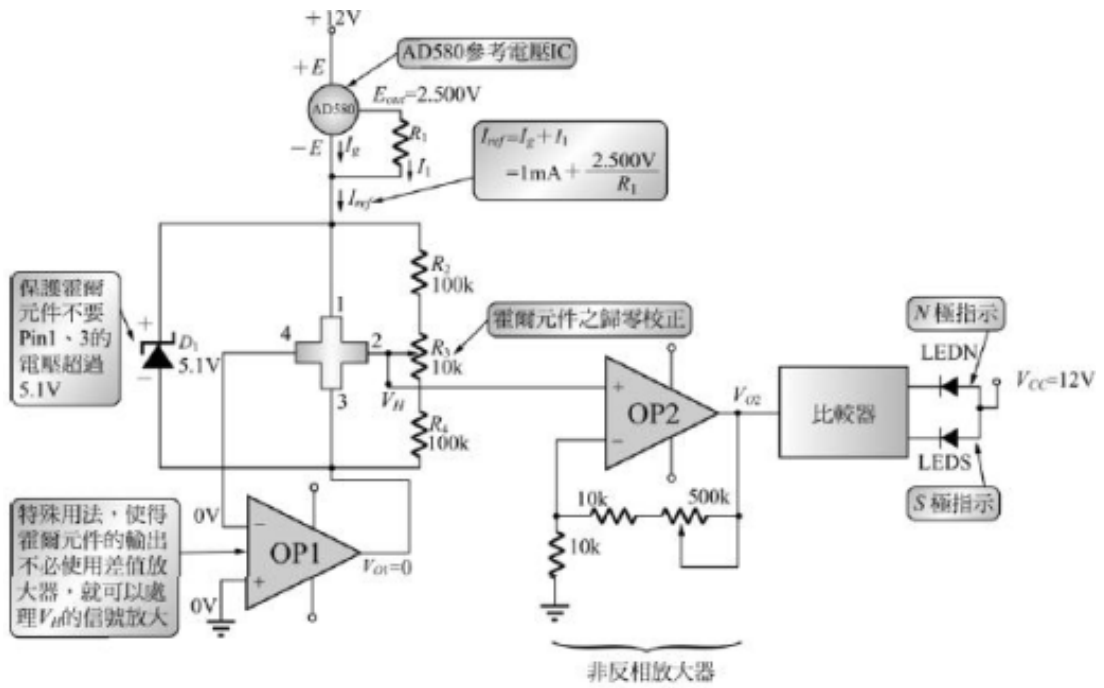 +12V
+E
AD580參考電壓IC
AD580
Eout=2.500V
R1
-E
Ig
I1
Iref=Ig+I1
=1mA+ 2.500V
R1
Iref
保護霍爾
元件不要
Pin1、3的
電壓超過
5.1V
+
D1
5.1V
-
1
4
2
3
VH
R2
100k
R3
10k
R4
100k
霍爾元件之歸零校正
+
OP2
-
VO2
比較器
N極指示
LEDN
VCC=12V
LEDS
S極指示
10k
500k
10k
特殊用法,使得
霍爾元件的輸出
不必使用差值放
大器,就可以處
理VH的信號放大
0V
-
OP1
+
0V
VO1=0
非反相放大器